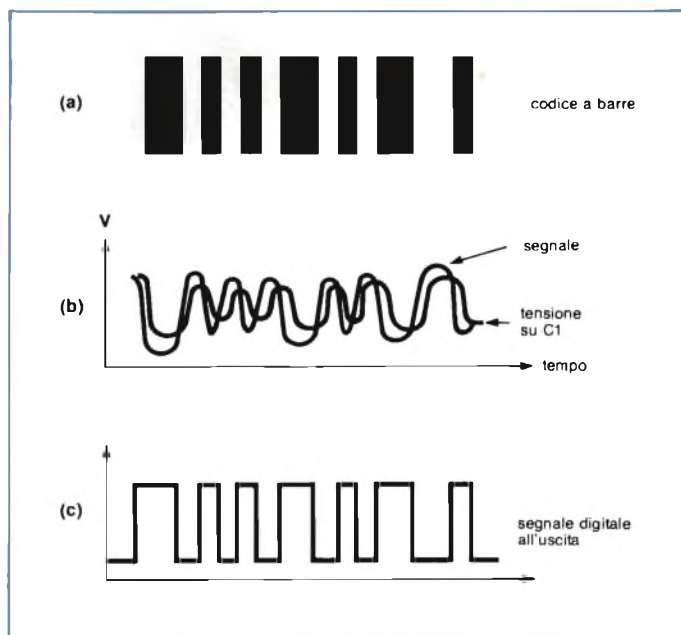 (a)
codice a barre
V
segnale
(b)
tensione
su C1
tempo
(c)
segnale digitale
all'uscita